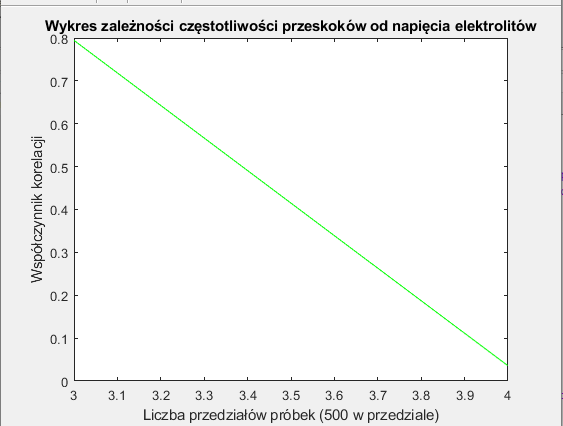 Wykres zależności częstotliwości przeskoków od napięcia elektrolitów
0.8
0.7
0.6
0.5
0.4
0.3
0.2
0.1
0
Współczynnik korelacji
3 3.1 3.2 3.3 3.4 3.5 3.6 3.7 3.8 3.9 4
Liczba przedziałów próbek (500 w przedziale)